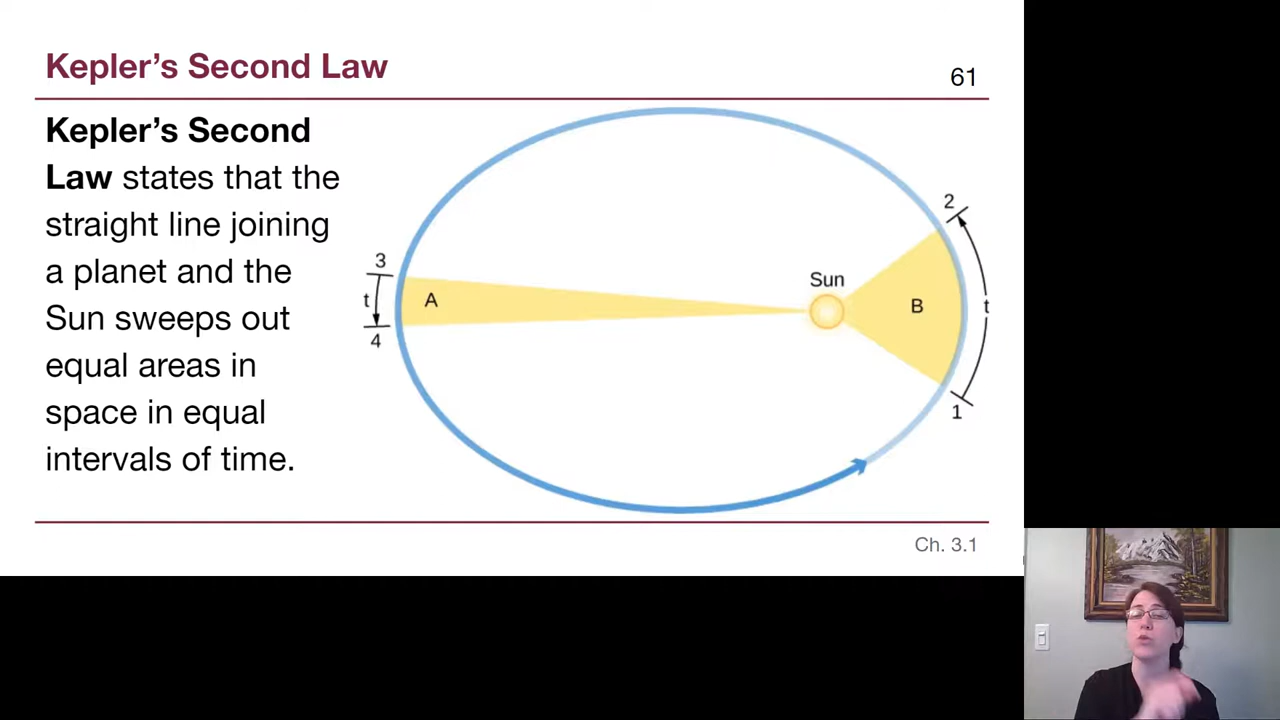 Kepler’s Second Law
61
Kepler’s Second
Law states that the
straight line joining
a planet and the
Sun sweeps out
equal areas in
space in equal
intervals of time.
2
3
Sun
t
A
B
t
4
1
Ch. 3.1